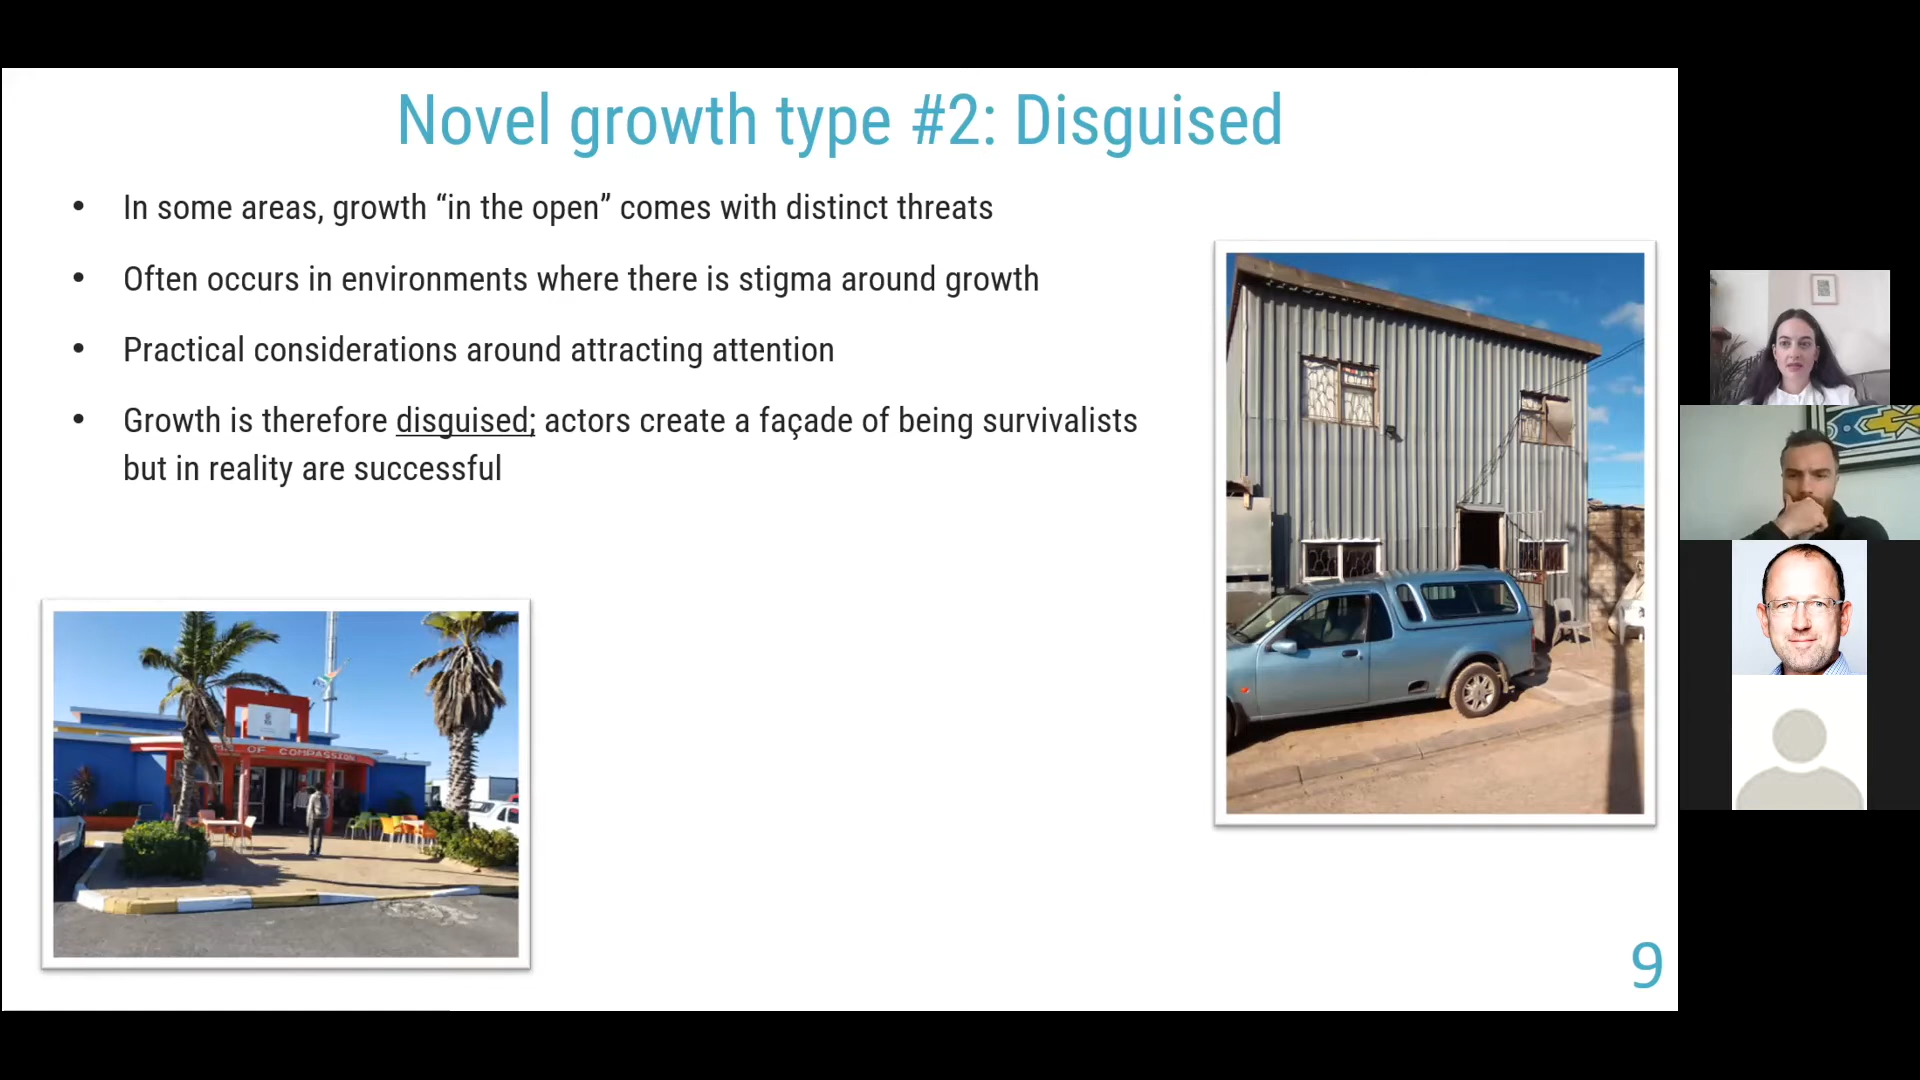 Novel growth type #2: Disguised
• In some areas, growth “in the open” comes with distinct threats
• Often occurs in environments where there is stigma around growth
• Practical considerations around attracting attention
• Growth is therefore disguised; actors create a façade of being survivalists
but in reality are successful
OF COMPASSION
9